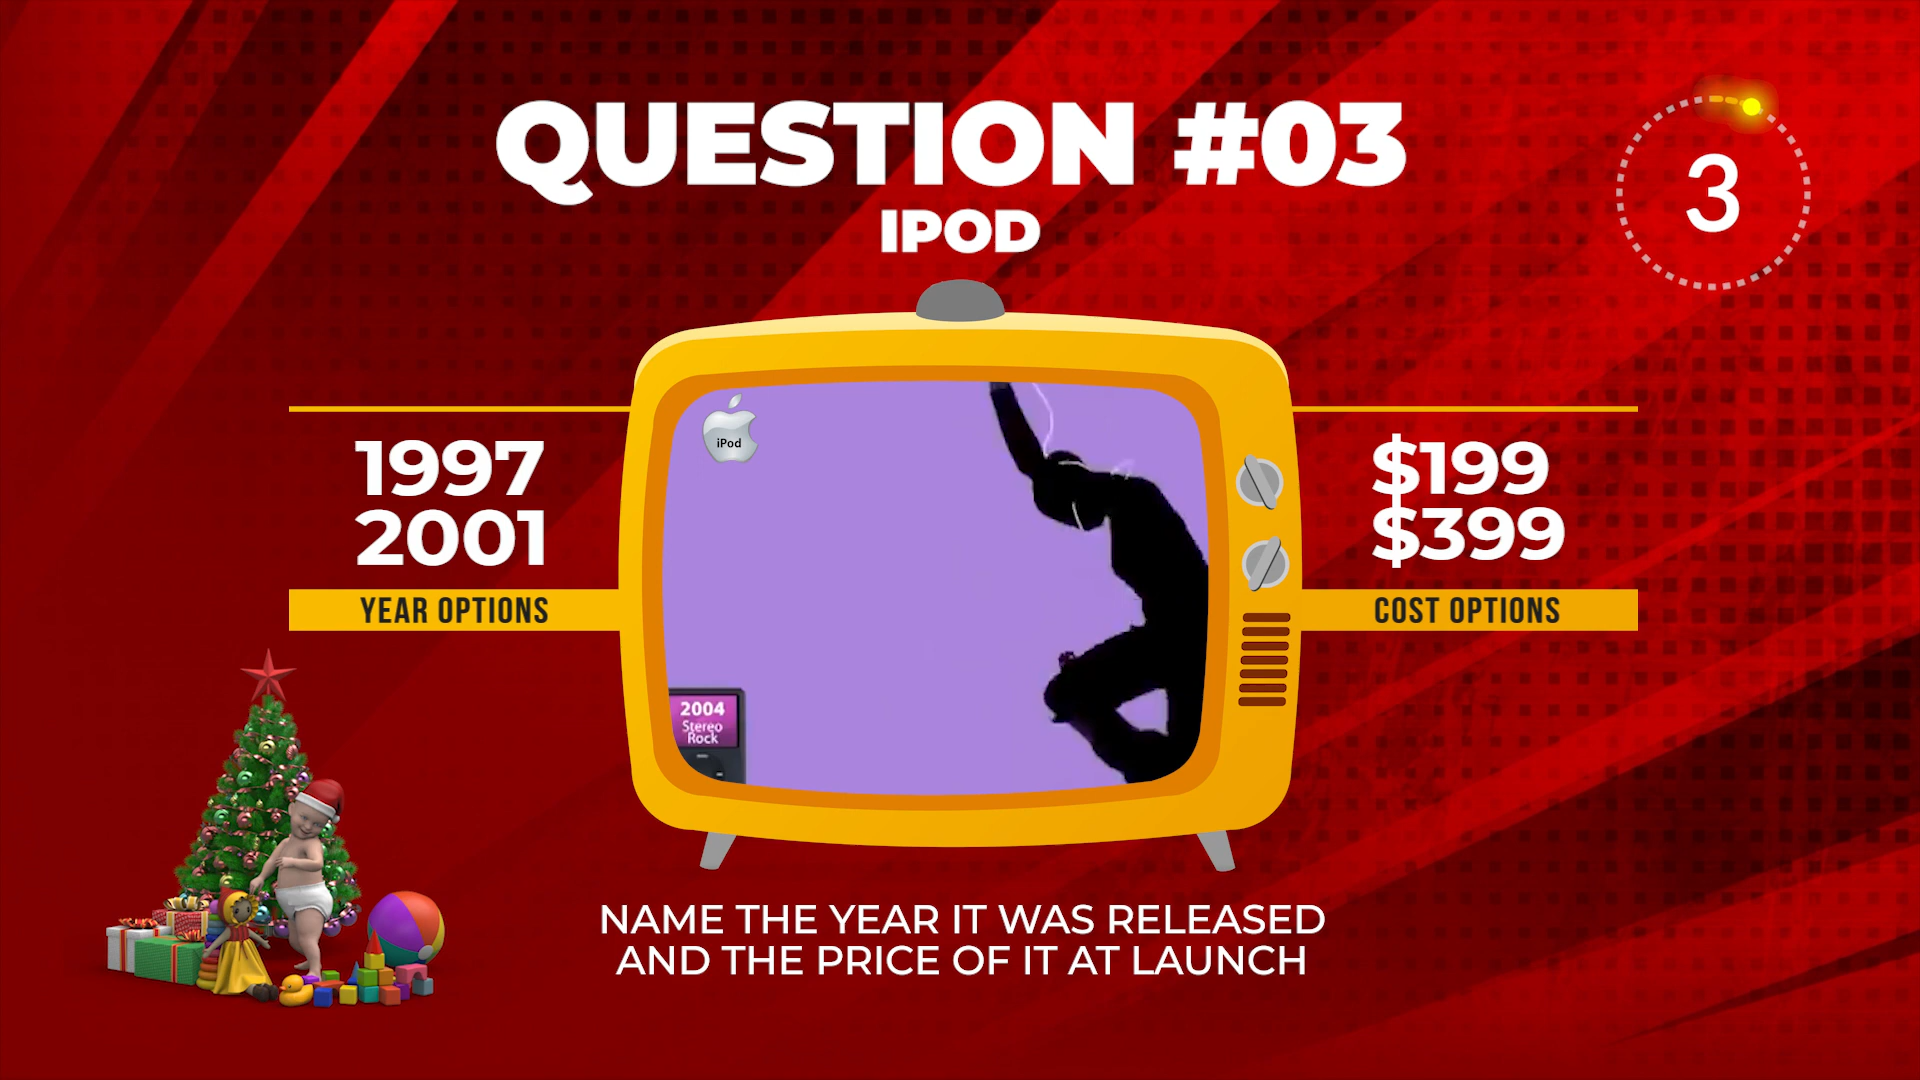 QUESTION #03
IPOD
3
1997
2001
YEAR OPTIONS
iPod
2004
Stereo
Rock
$199
$399
COST OPTIONS
NAME THE YEAR IT WAS RELEASED
AND THE PRICE OF IT AT LAUNCH